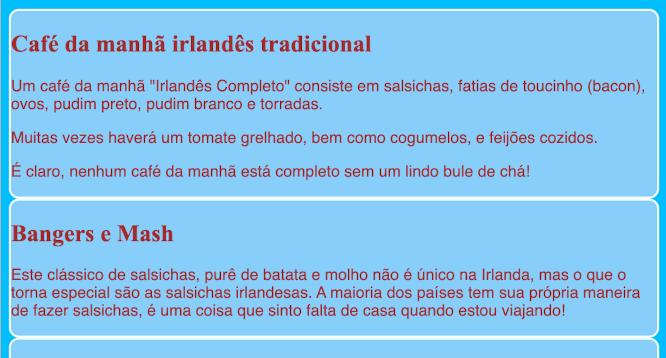 Café da manhã irlandês tradicional
Um café da manhã "Irlandês Completo" consiste em salsichas, fatias de toucinho (bacon),
ovos, pudim preto, pudim branco e torradas.
Muitas vezes haverá um tomate grelhado, bem como cogumelos, e feijões cozidos.
É claro, nenhum café da manhã está completo sem um lindo bule de chá!
Bangers e Mash
Este clássico de salsichas, purê de batata e molho não é único na Irlanda, mas o que o
torna especial são as salsichas irlandesas. A maioria dos países tem sua própria maneira
de fazer salsichas, é uma coisa que sinto falta de casa quando estou viajando!